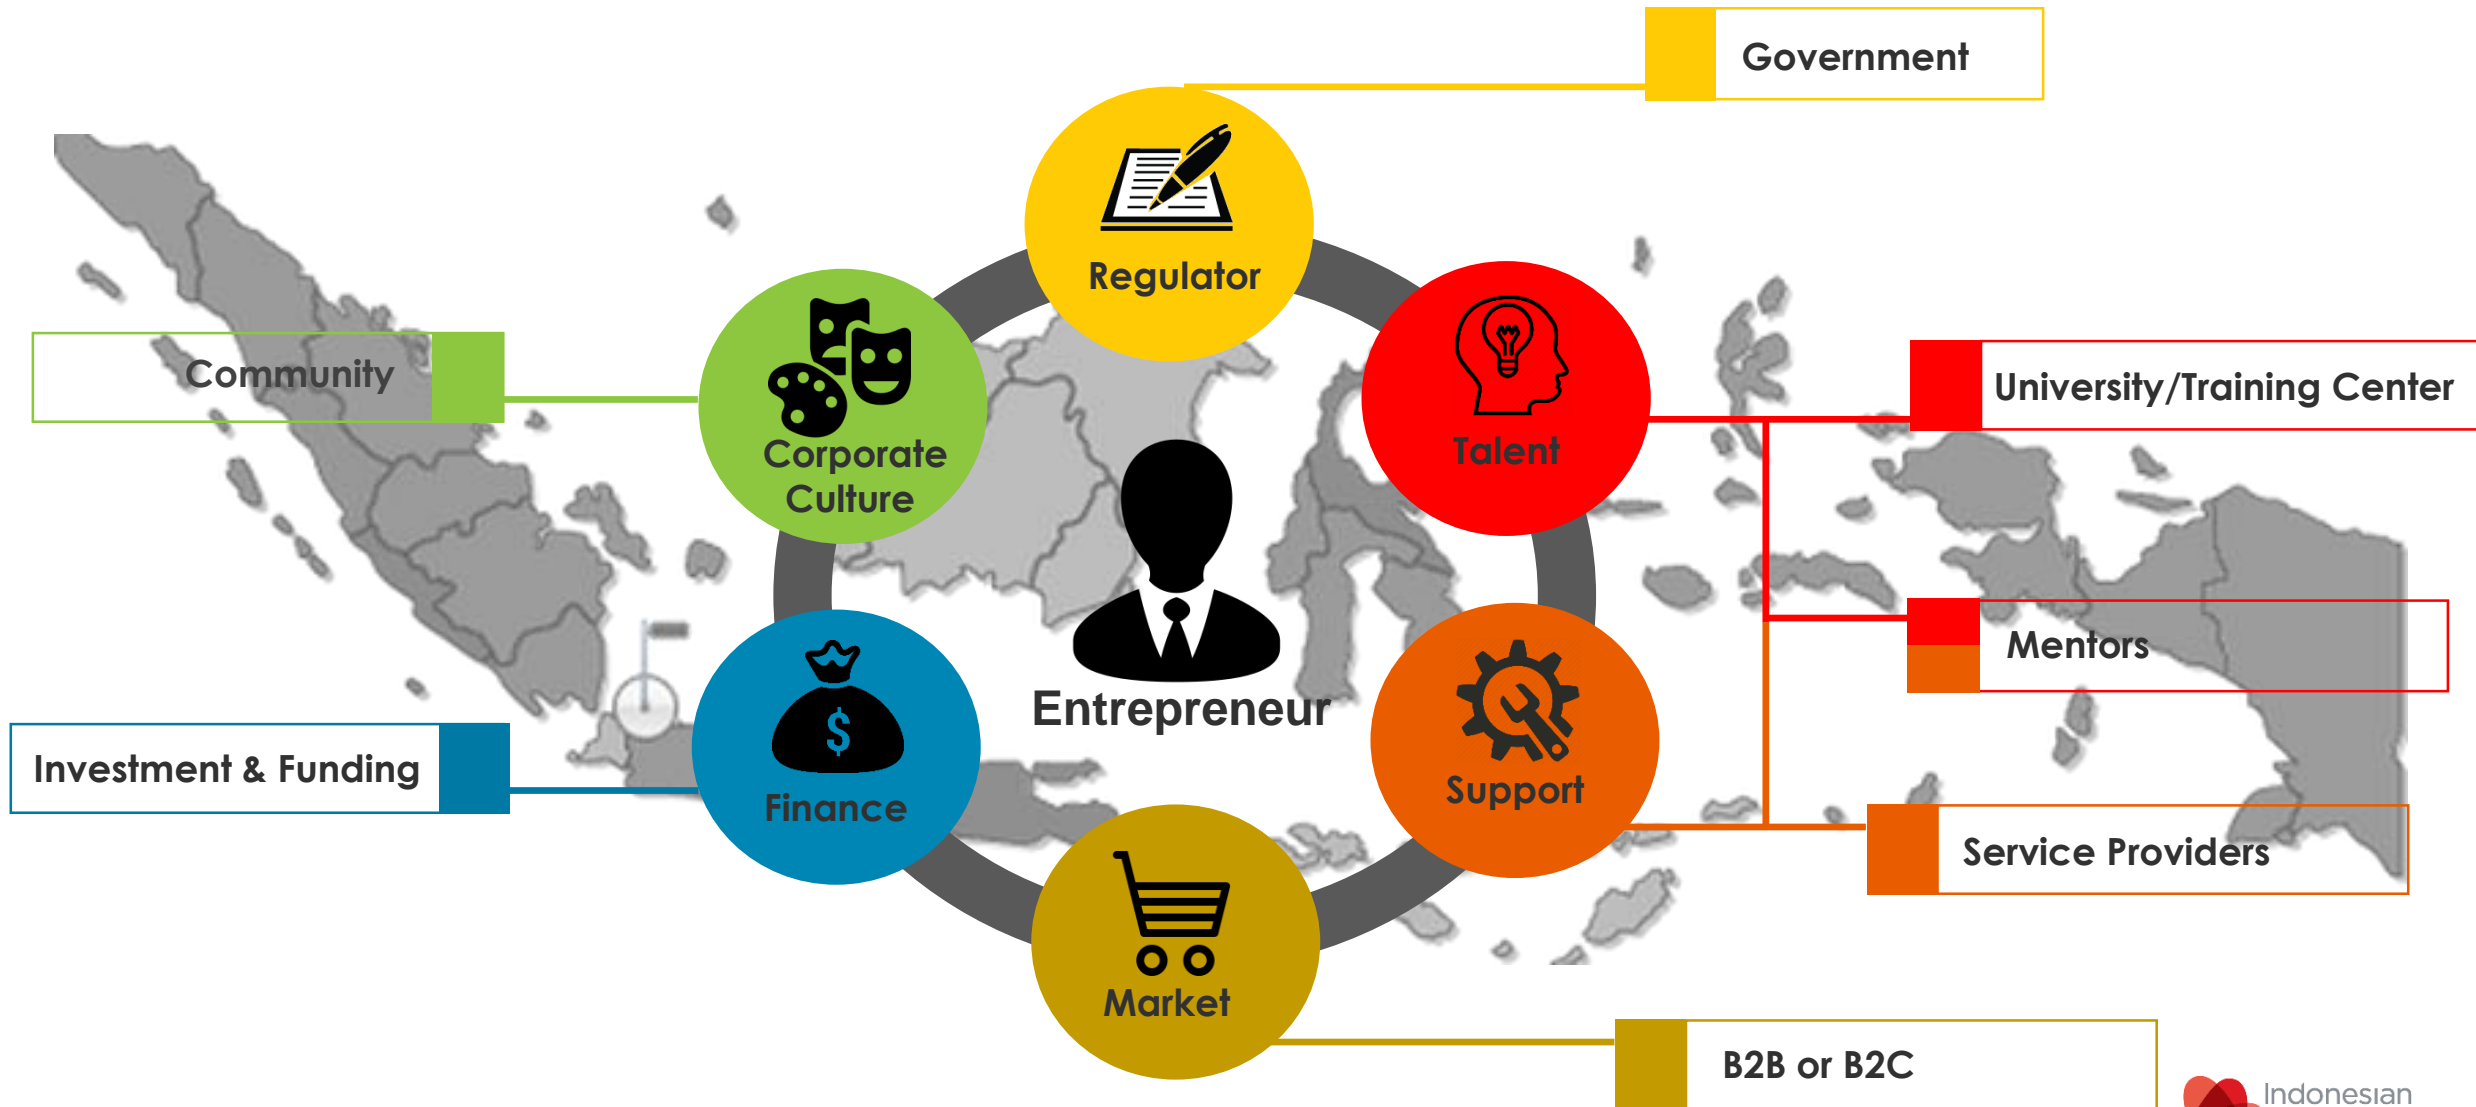 Government
Regulator
Community
Corporate
Culture
Talent
University/Training Center
Mentors
Entrepreneur
Investment & Funding
$
Finance
Support
Service Providers
Market
B2B or B2C
Indonesian